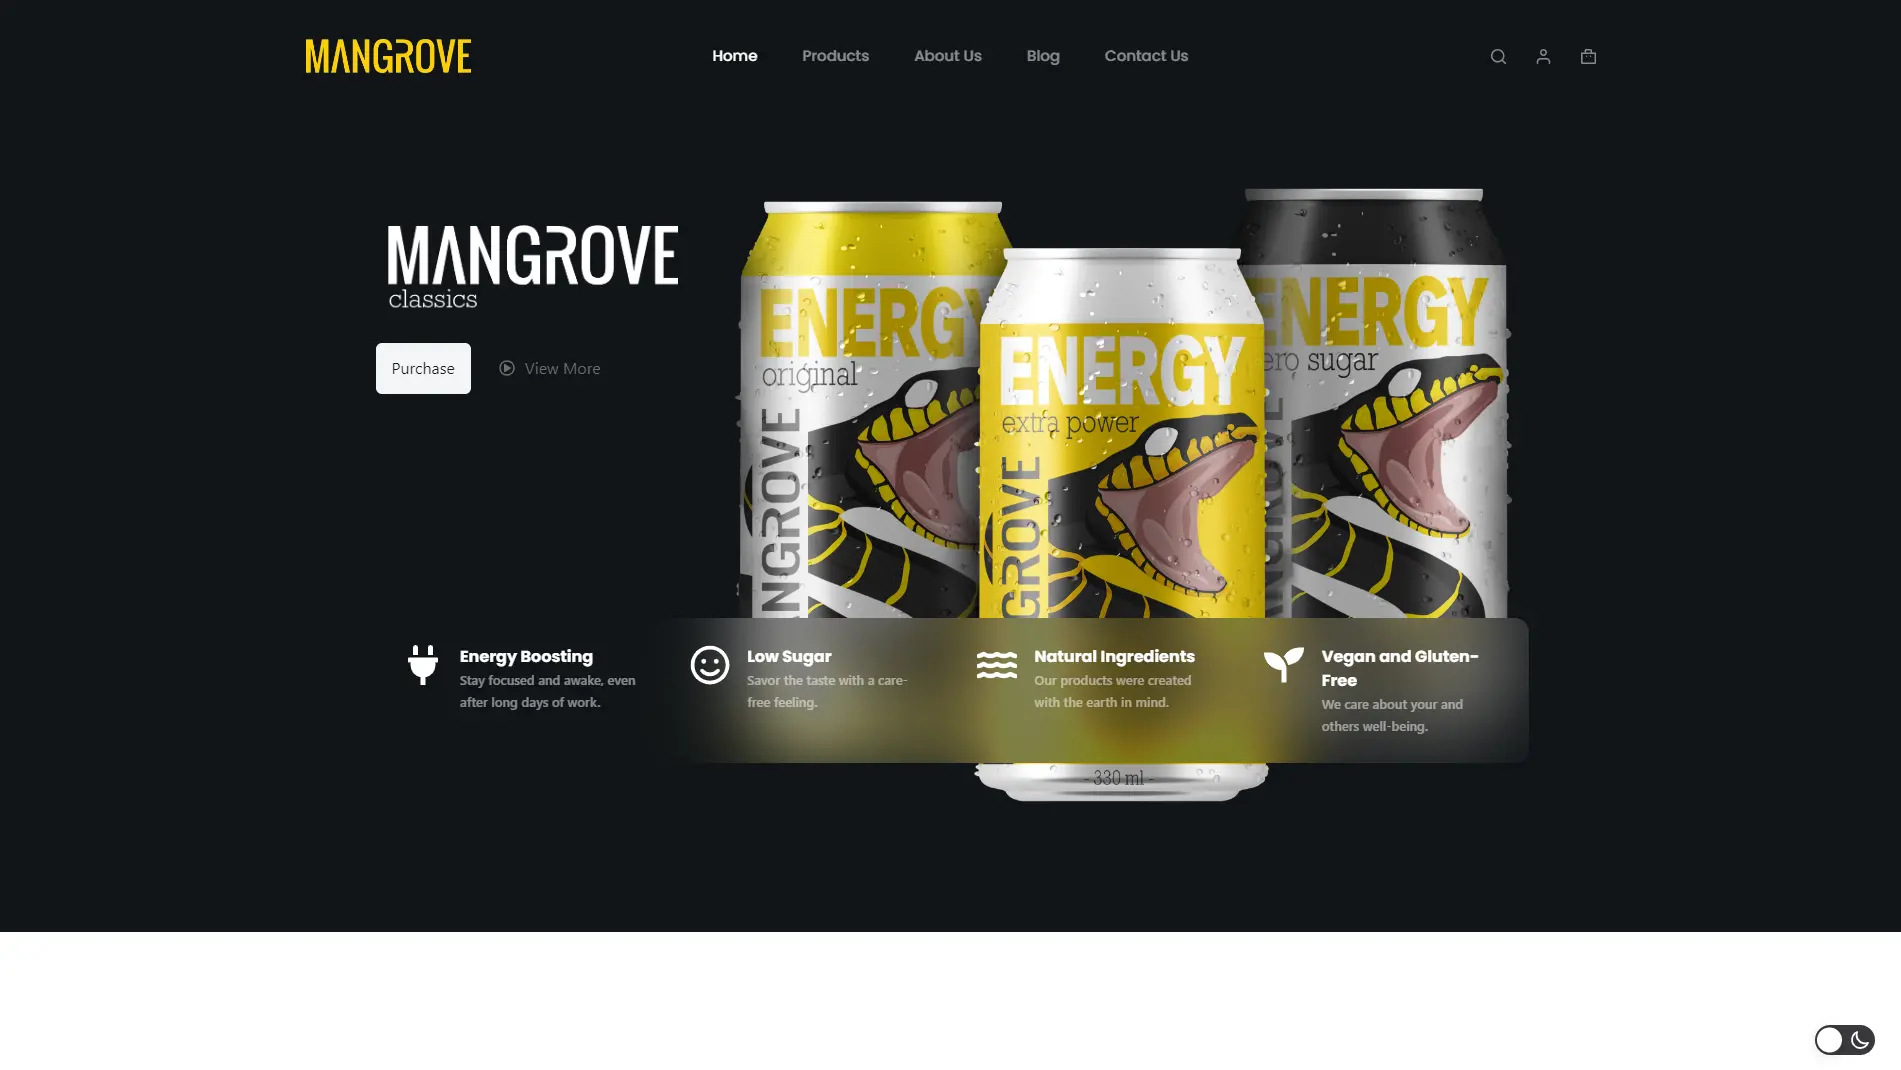 MANGROVE
Home
Products
About Us
Blog
Contact Us
MANGROVE
classics
Purchase
View More
ENERGY
original
ENERGY
extra power
ENERGY
zero sugar
Energy Boosting
Stay focused and awake, even
after long days of work.
Low Sugar
Savor the taste with a care-
free feeling.
Natural Ingredients
Our products were created
with the earth in mind.
Vegan and Gluten-
Free
We care about your and
others well-being.
- 330 ml -